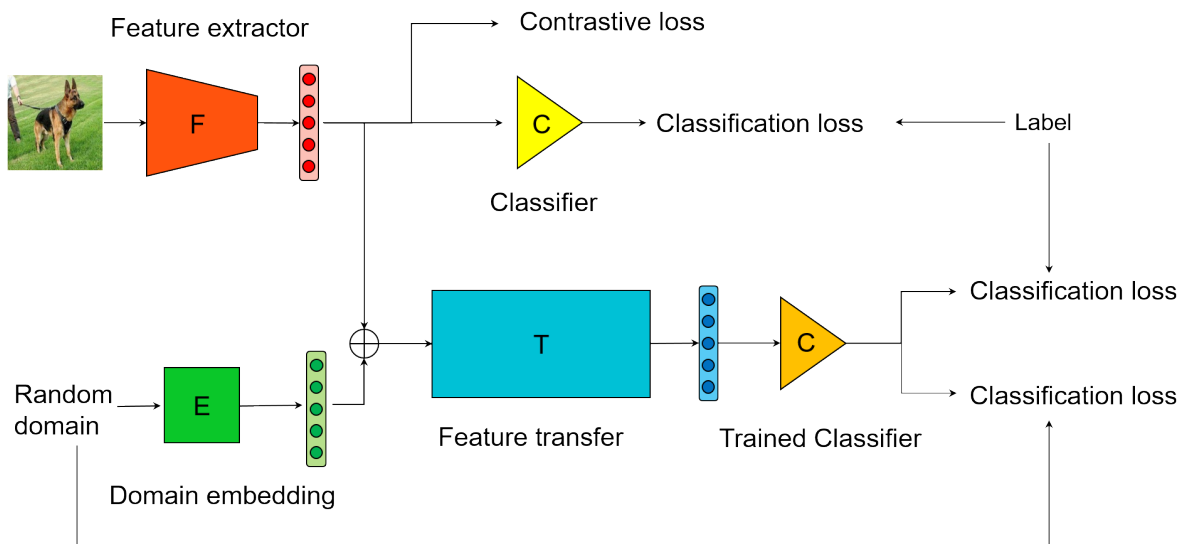 Feature extractor
Contrastive loss
F
C
Classification loss
Label
Classifier
Classification loss
T
C
Random
domain
E
Classification loss
Feature transfer
Trained Classifier
Domain embedding